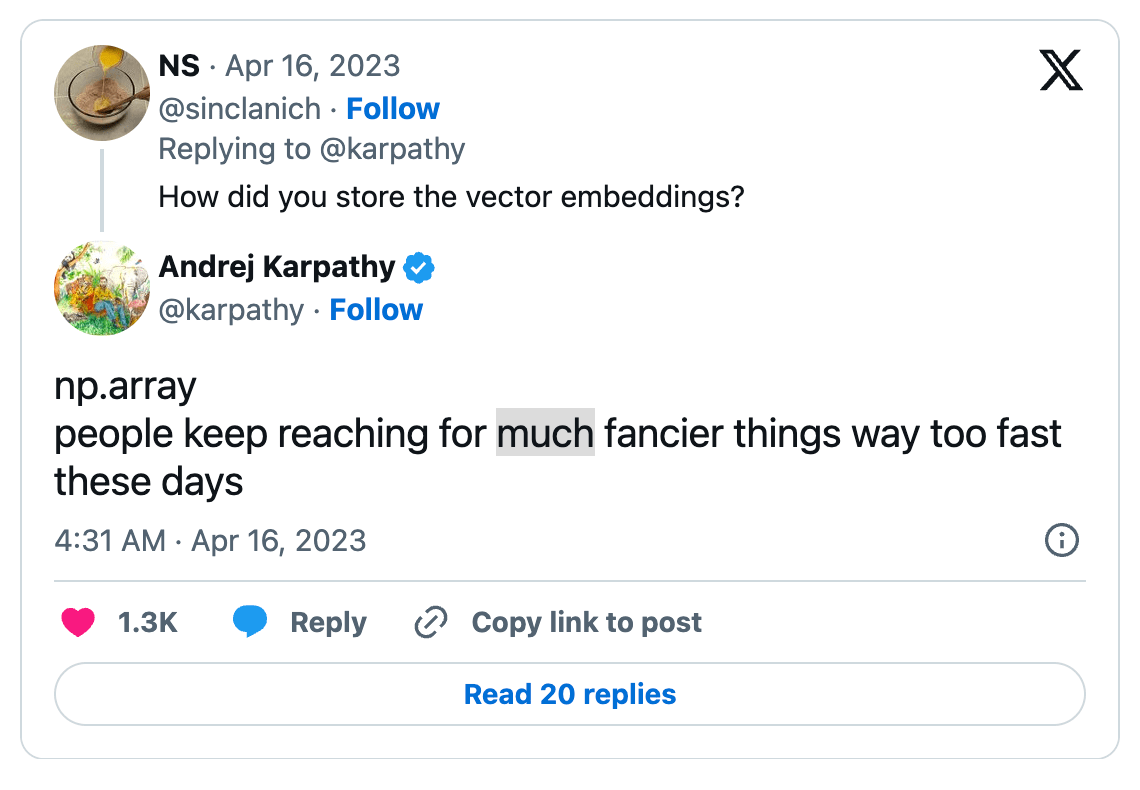 NS · Apr 16, 2023
@sinclanich · Follow
Replying to @karpathy
How did you store the vector embeddings?
Andrej Karpathy
@karpathy · Follow
np.array
people keep reaching for much fancier things way too fast
these days
4:31 AM · Apr 16, 2023
1.3K Reply Copy link to post
Read 20 replies